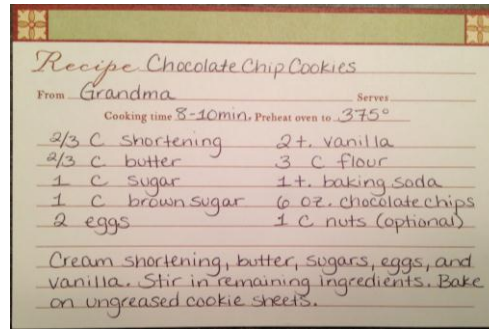 Recipe Chocolate Chip Cookies
From Grandma Serves
Cooking time 8-10min. Preheat oven to 375°
2/3 C shortening 2 t. vanilla
2/3 C butter 3 C flour
1 C sugar 1 t. baking soda
1 C brown sugar 6 oz. chocolate chips
2 eggs 1 C nuts (optional)
Cream shortening, butter, sugars, eggs, and
vanilla. Stir in remaining ingredients. Bake
on ungreased cookie sheets.